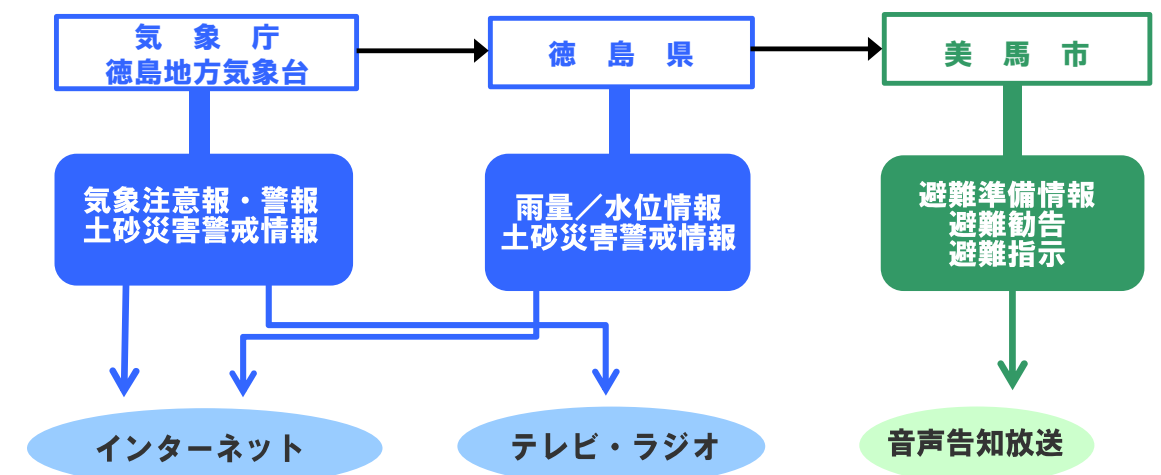 気 象 庁
徳島地方気象台
徳 島 県
美 馬 市
気象注意報・警報
土砂災害警戒情報
雨量／水位情報
土砂災害警戒情報
避難準備情報
避難勧告
避難指示
インターネット
テレビ・ラジオ
音声告知放送